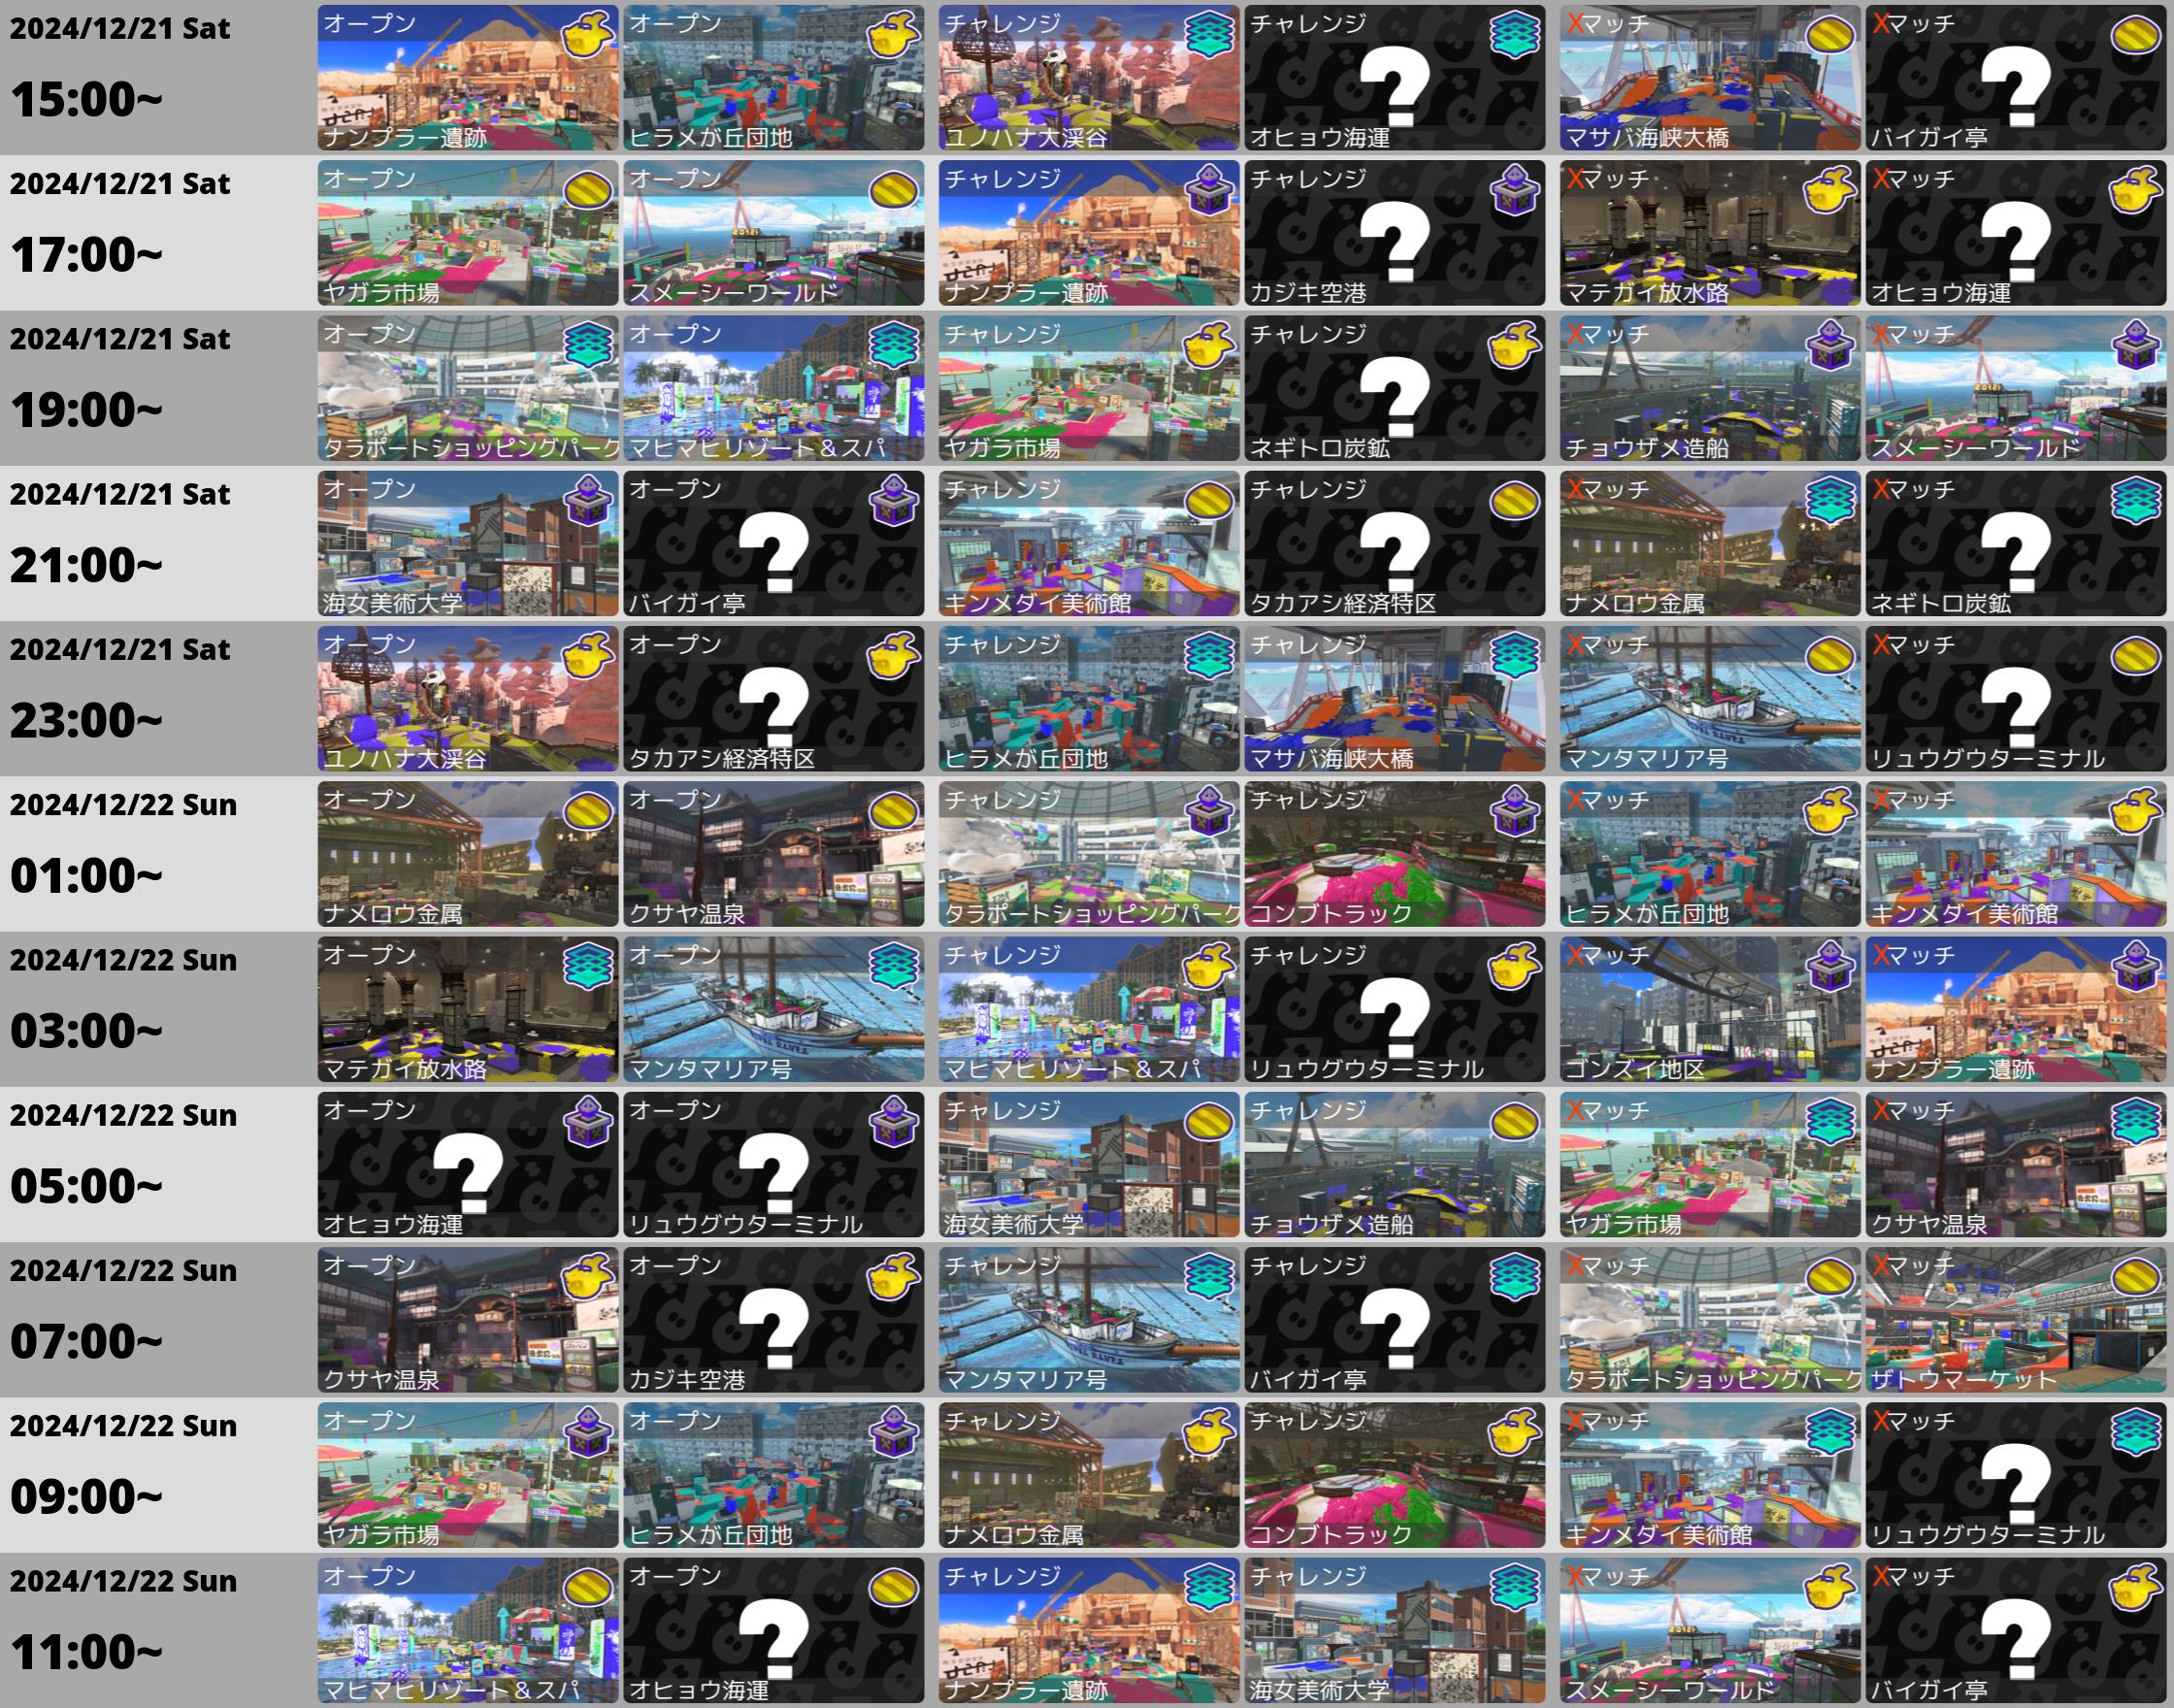 2024/12/21 Sat
15:00~
オープン
ナンプラー遺跡
オープン
ヒラメが丘団地
チャレンジ
ユノハナ大渓谷
チャレンジ
オヒョウ海運
Xマッチ
マサバ海峡大橋
Xマッチ
バイガイ亭
2024/12/21 Sat
17:00~
オープン
ヤガラ市場
オープン
スメーシーワールド
チャレンジ
ナンプラー遺跡
チャレンジ
カジキ空港
Xマッチ
マテガイ放水路
Xマッチ
オヒョウ海運
2024/12/21 Sat
19:00~
オープン
タラポートショッピングパーク
オープン
マヒマヒリゾート＆スパ
チャレンジ
ヤガラ市場
チャレンジ
ネギトロ炭鉱
Xマッチ
チョウザメ造船
Xマッチ
スメーシーワールド
2024/12/21 Sat
21:00~
オープン
海女美術大学
オープン
バイガイ亭
チャレンジ
キンメダイ美術館
チャレンジ
タカアシ経済特区
Xマッチ
ナメロウ金属
Xマッチ
ネギトロ炭鉱
2024/12/21 Sat
23:00~
オープン
ユノハナ大渓谷
オープン
タカアシ経済特区
チャレンジ
ヒラメが丘団地
チャレンジ
マサバ海峡大橋
Xマッチ
マンタマリア号
Xマッチ
リュウグウターミナル
2024/12/22 Sun
01:00~
オープン
ナメロウ金属
オープン
クサヤ温泉
チャレンジ
タラポートショッピングパーク
チャレンジ
コンブトラック
Xマッチ
ヒラメが丘団地
Xマッチ
キンメダイ美術館
2024/12/22 Sun
03:00~
オープン
マテガイ放水路
オープン
マンタマリア号
チャレンジ
マヒマヒリゾート＆スパ
チャレンジ
リュウグウターミナル
Xマッチ
ゴンズイ地区
Xマッチ
ナンプラー遺跡
2024/12/22 Sun
05:00~
オープン
オヒョウ海運
オープン
リュウグウターミナル
チャレンジ
海女美術大学
チャレンジ
チョウザメ造船
Xマッチ
ヤガラ市場
Xマッチ
クサヤ温泉
2024/12/22 Sun
07:00~
オープン
クサヤ温泉
オープン
カジキ空港
チャレンジ
マンタマリア号
チャレンジ
バイガイ亭
Xマッチ
タラポートショッピングパーク
Xマッチ
ザトウマーケット
2024/12/22 Sun
09:00~
オープン
ヤガラ市場
オープン
ヒラメが丘団地
チャレンジ
ナメロウ金属
チャレンジ
コンブトラック
Xマッチ
キンメダイ美術館
Xマッチ
リュウグウターミナル
2024/12/22 Sun
11:00~
オープン
マヒマヒリゾート＆スパ
オープン
オヒョウ海運
チャレンジ
ナンプラー遺跡
チャレンジ
海女美術大学
Xマッチ
スメーシーワールド
Xマッチ
バイガイ亭